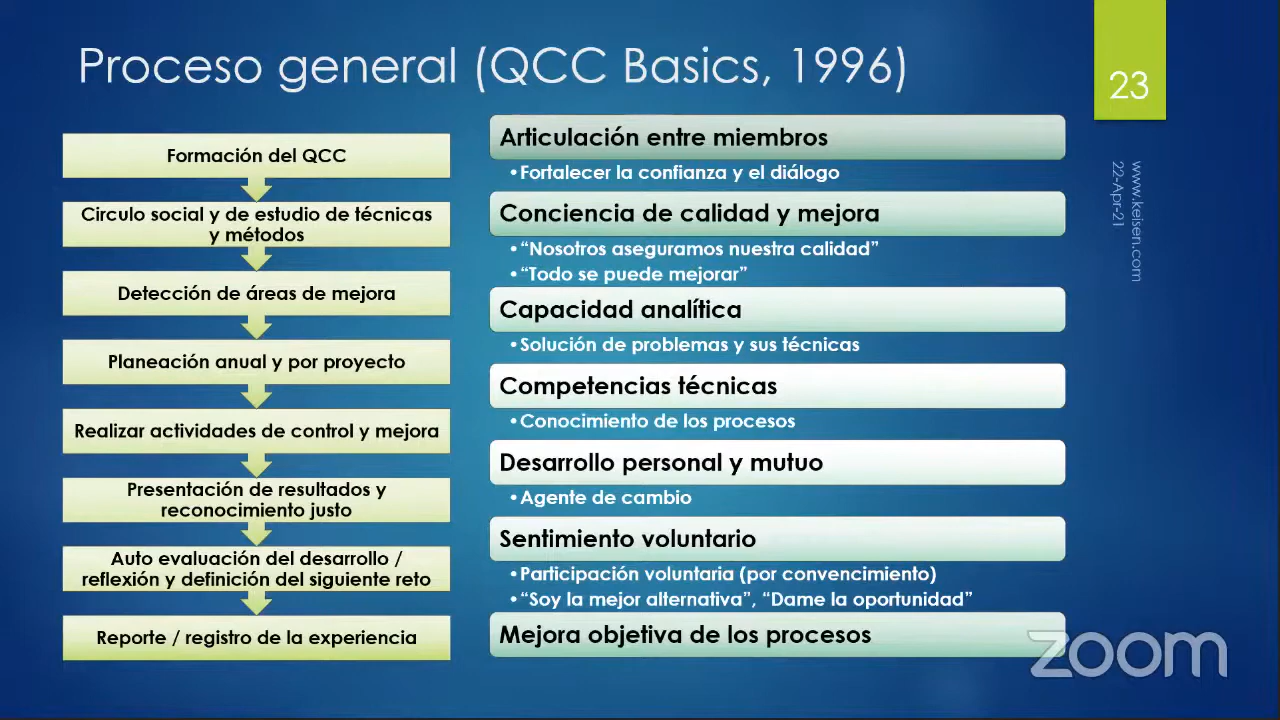 Proceso general (QCC Basics, 1996)
23
Formación del QCC
Circulo social y de estudio de técnicas
y métodos
Detección de áreas de mejora
Planeación anual y por proyecto
Realizar actividades de control y mejora
Presentación de resultados y
reconocimiento justo
Auto evaluación del desarrollo /
reflexión y definición del siguiente reto
Reporte / registro de la experiencia
Articulación entre miembros
•Fortalecer la confianza y el diálogo
Conciencia de calidad y mejora
•“Nosotros aseguramos nuestra calidad”
•“Todo se puede mejorar”
Capacidad analítica
•Solución de problemas y sus técnicas
Competencias técnicas
•Conocimiento de los procesos
Desarrollo personal y mutuo
•Agente de cambio
Sentimiento voluntario
•Participación voluntaria (por convencimiento)
•“Soy la mejor alternativa”, “Dame la oportunidad”
Mejora objetiva de los procesos
www.keisen.com
22-Apr-21
zoom